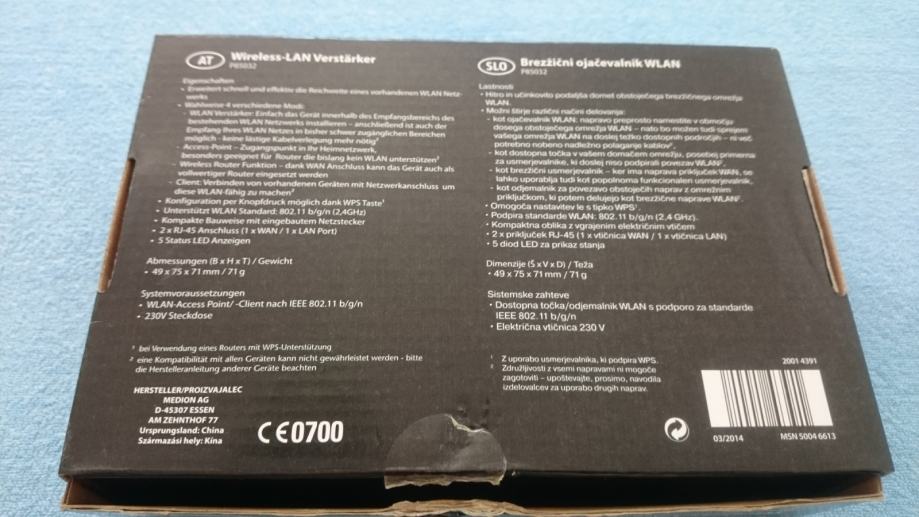 AT Wireless-LAN Verstärker
P85032
Eigenschaften
• Erweitert schnell und effektiv die Reichweite eines vorhandenen WLAN Netz-
werks
• Wahlweise 4 verschiedene Modi:
- WLAN Verstärker: Einfach das Gerät innerhalb des Empfangsbereichs des
bestehenden WLAN Netzwerks installieren – anschließend ist auch der
Empfang Ihres WLAN Netzes in bisher schwer zugänglichen Bereichen
möglich - keine lästige Kabelverlegung mehr nötig¹
- Access-Point – Zugangspunkt in Ihr Heimnetzwerk,
besonders geeignet für Router die bislang kein WLAN unterstützen²
- Wireless Router Funktion – dank WAN Anschluss kann das Gerät auch als
vollwertiger Router eingesetzt werden
- Client: Verbinden von vorhandenen Geräten mit Netzwerkanschluss um
diese WLAN-fähig zu machen²
• Konfiguration per Knopfdruck möglich dank WPS Taste¹
• Unterstützt WLAN Standard: 802.11 b/g/n (2,4GHz)
• Kompakte Bauweise mit eingebautem Netzstecker
• 2 x RJ-45 Anschluss (1 x WAN / 1 x LAN Port)
• 5 Status LED Anzeigen
Abmessungen (B x H x T) / Gewicht
• 49 x 75 x 71 mm / 71 g
Systemvoraussetzungen
• WLAN-Access Point/ -Client nach IEEE 802.11 b/g/n
• 230V Steckdose
¹ bei Verwendung eines Routers mit WPS-Unterstützung
² eine Kompatibilität mit allen Geräten kann nicht gewährleistet werden - bitte
die Herstelleranleitung anderer Geräte beachten
HERSTELLER/PROIZVAJALEC
MEDION AG
D-45307 ESSEN
AM ZEHNTHOF 77
Ursprungsland: China
Származási hely: Kína
CE0700
SLO Brezžični ojačevalnik WLAN
P85032
Lastnosti
• Hitro in učinkovito podaljša domet obstoječega brezžičnega omrežja
WLAN.
• Možni štirje različni načini delovanja:
- kot ojačevalnik WLAN: napravo preprosto namestite v območju
dosega obstoječega omrežja WLAN – nato bo možen tudi sprejem
vašega omrežja WLAN na doslej težko dostopnih področjih – ni več
potrebno nobeno nadležno polaganje kablov¹,
- kot dostopna točka v vašem domačem omrežju, posebej primerna
za usmerjevalnike, ki doslej niso podpirali povezav WLAN²,
- kot brezžični usmerjevalnik – ker ima naprava priključek WAN, se
lahko uporablja tudi kot popolnoma funkcionalen usmerjevalnik,
- kot odjemalnik za povezavo obstoječih naprav z omrežnim
priključkom, ki potem delujejo kot brezžične naprave WLAN².
• Omogoča nastavitev le s tipko WPS¹.
• Podpira standarde WLAN: 802.11 b/g/n (2,4 GHz).
• Kompaktna oblika z vgrajenim električnim vtičem
• 2 x priključek RJ-45 (1 x vtičnica WAN / 1 x vtičnica LAN)
• 5 diod LED za prikaz stanja
Dimenzije (Š x V x D) / Teža
• 49 x 75 x 71 mm / 71 g
Sistemske zahteve
• Dostopna točka/odjemalnik WLAN s podporo za standarde
IEEE 802.11 b/g/n
• Električna vtičnica 230 V
¹ Z uporabo usmerjevalnika, ki podpira WPS.
² Združljivosti z vsemi napravami ni mogoče
zagotoviti – upoštevajte, prosimo, navodila
izdelovalcev za uporabo drugih naprav.
2001 4391
03/2014 MSN 5004 6613